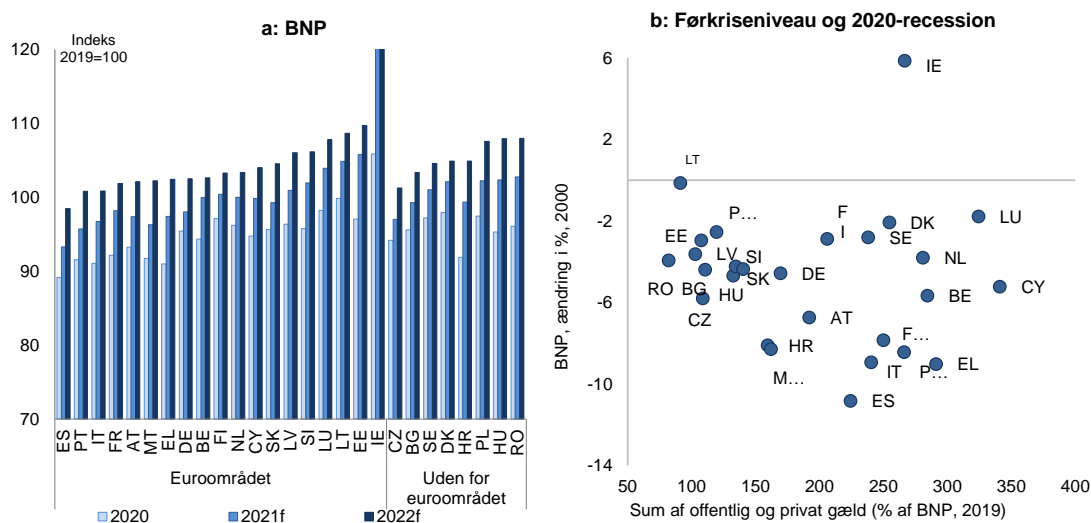 a: BNP
Indeks
2019=100
120
110
100
90
80
70
ES PT IT FR AT MT EL DE BE FI NL CY SK LV SI LU LT EE IE CZ BG SE DK HR PL HU RO
Euroområdet
Uden for
euroområdet
2020 2021f 2022f
b: Førkriseniveau og 2020-recession
BNP, ændring i %, 2000
6
2
-2
-6
-10
-14
IE
LT
P…
F
I
DK
LU
EE
SE
LV SI
NL
RO BG HU SK DE
BE CY
CZ
AT
HR
F…
M…
IT P… EL
ES
50 100 150 200 250 300 350 400
Sum af offentlig og privat gæld (% af BNP, 2019)